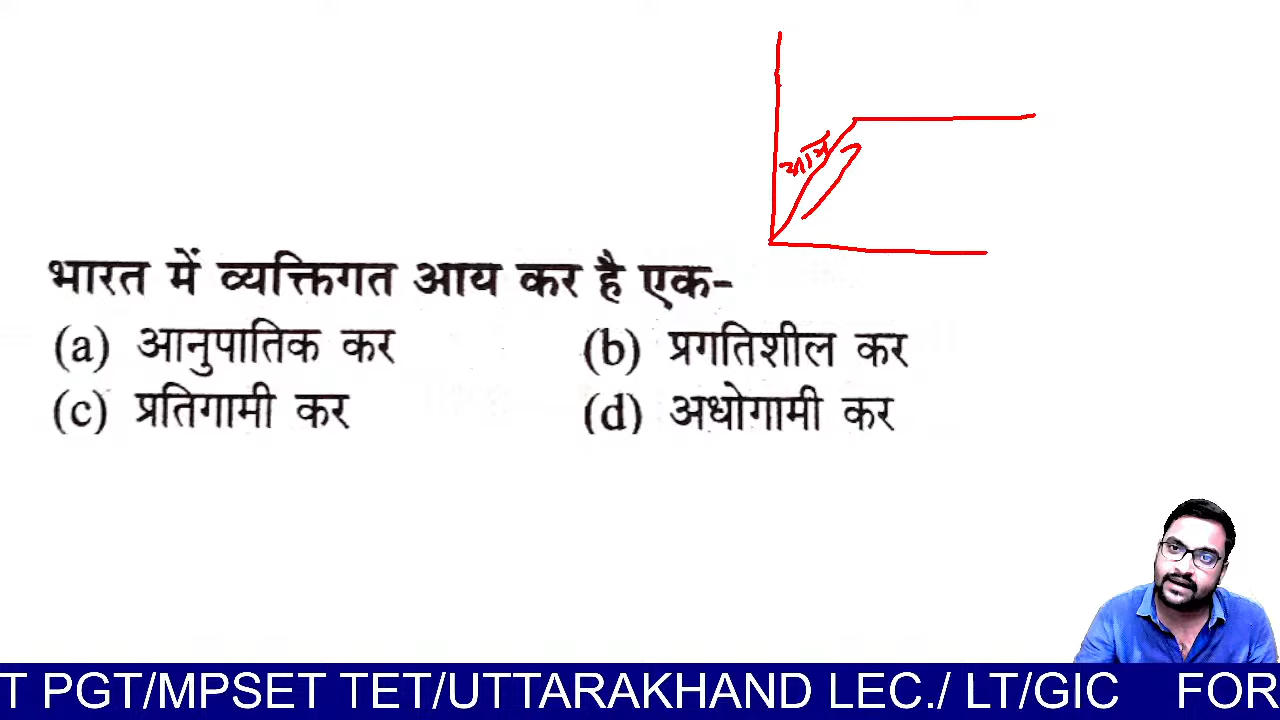 भारत में व्यक्तिगत आय कर है एक-
(a) आनुपातिक कर (b) प्रगतिशील कर
(c) प्रतिगामी कर (d) अधोगामी कर
T PGT/MPSET TET/UTTARAKHAND LEC./ LT/GIC FOR